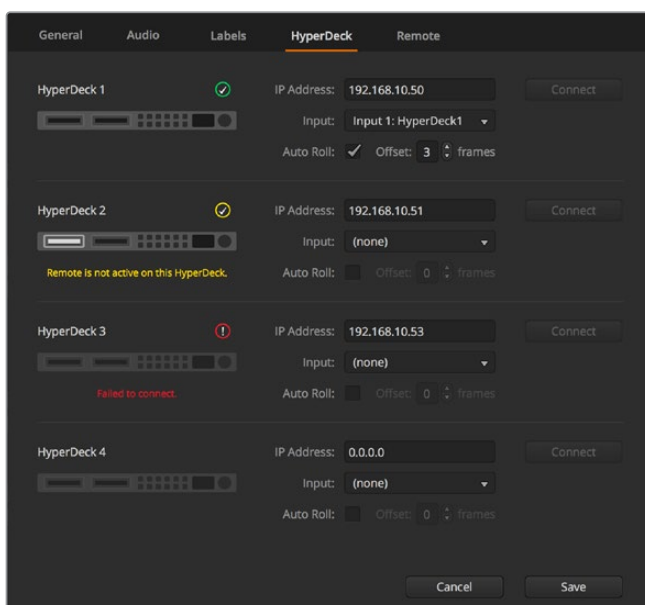 General Audio Labels HyperDeck Remote
HyperDeck 1 IP Address: 192.168.10.50 Connect
Input: Input 1: HyperDeck1
Auto Roll: Offset: 3 frames
HyperDeck 2 IP Address: 192.168.10.51 Connect
Input: (none)
Remote is not active on this HyperDeck. Auto Roll: Offset: 0 frames
HyperDeck 3 IP Address: 192.168.10.53 Connect
Input: (none)
Failed to connect. Auto Roll: Offset: 0 frames
HyperDeck 4 IP Address: 0.0.0.0 Connect
Input: (none)
Auto Roll: Offset: 0 frames
Cancel Save